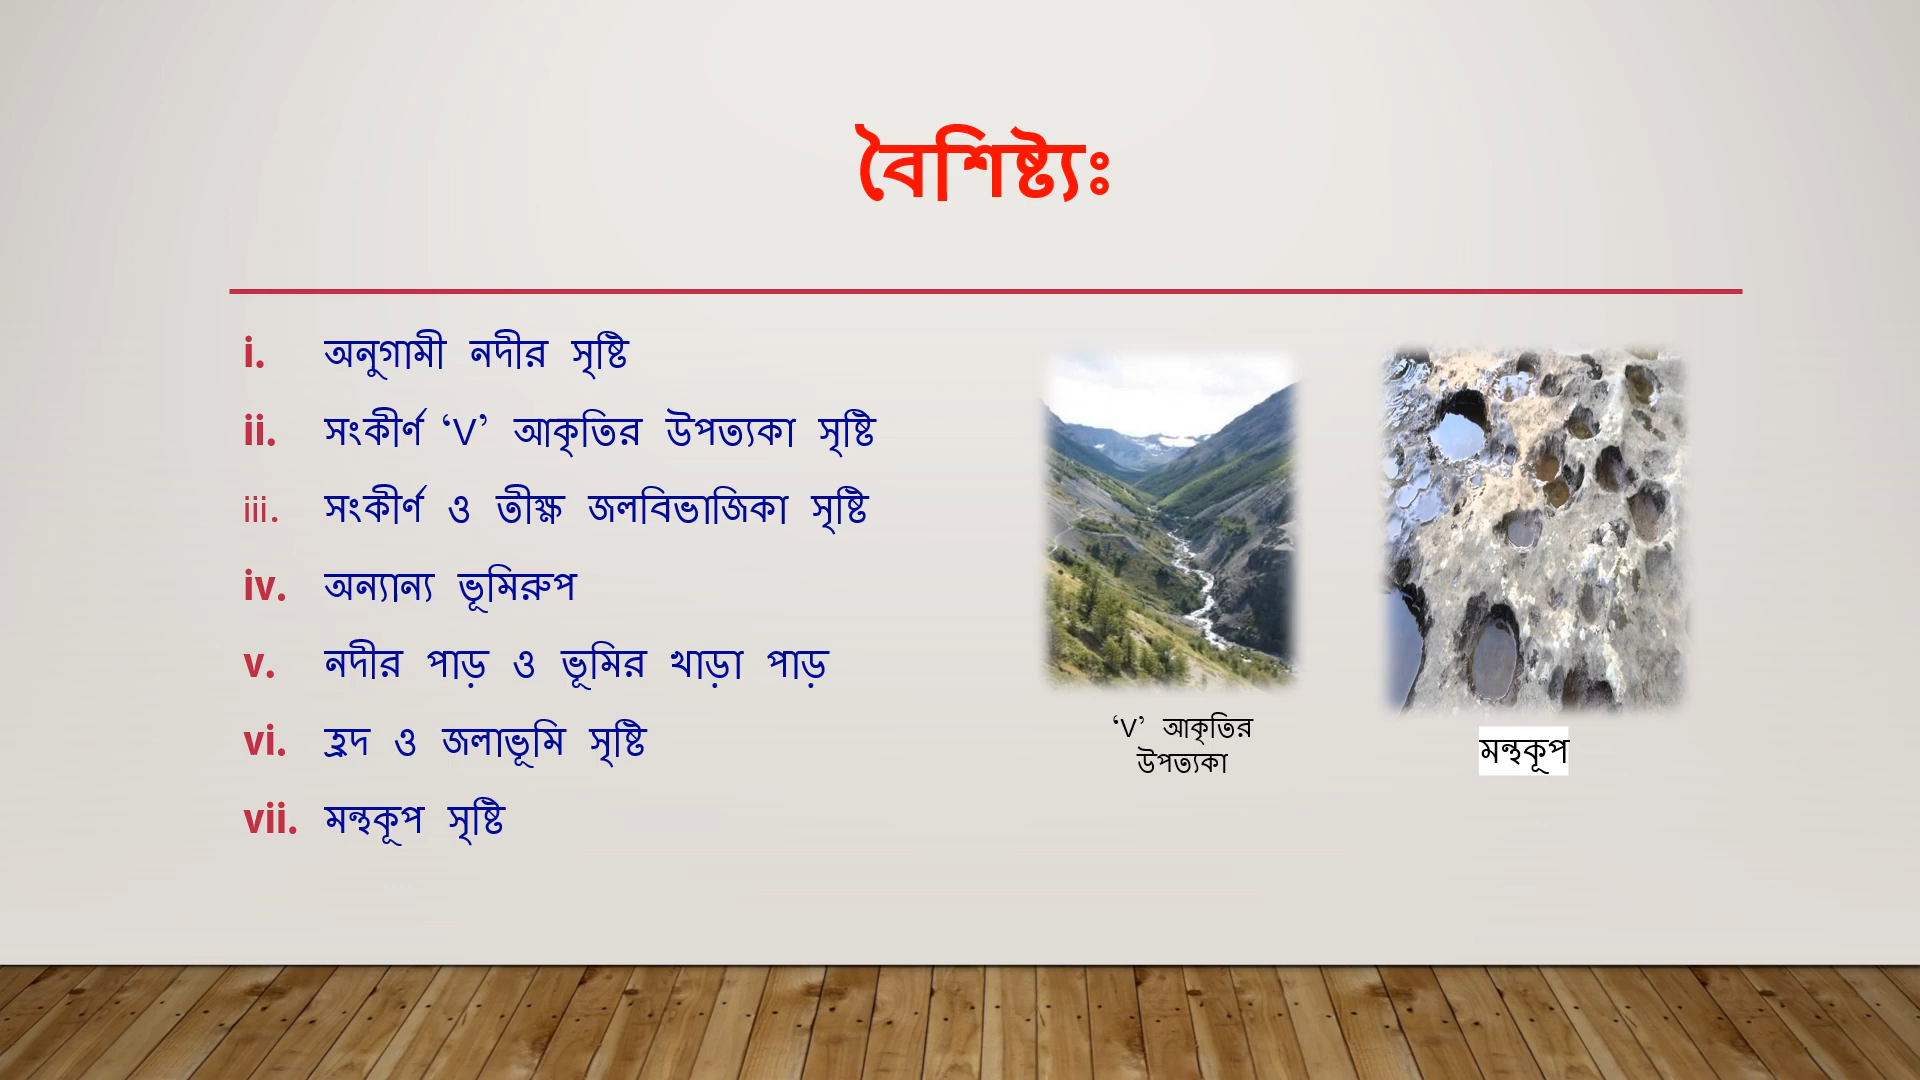 বৈশিষ্ট্যঃ
i. অনুগামী নদীর সৃষ্টি
ii. সংকীর্ণ ‘V’ আকৃতির উপত্যকা সৃষ্টি
iii. সংকীর্ণ ও তীক্ষ্ণ জলবিভাজিকা সৃষ্টি
iv. অন্যান্য ভূমিরুপ
v. নদীর পাড় ও ভূমির খাড়া পাড়
vi. হ্রদ ও জলাভূমি সৃষ্টি
vii. মন্থকূপ সৃষ্টি
‘V’ আকৃতির
উপত্যকা
মন্থকূপ